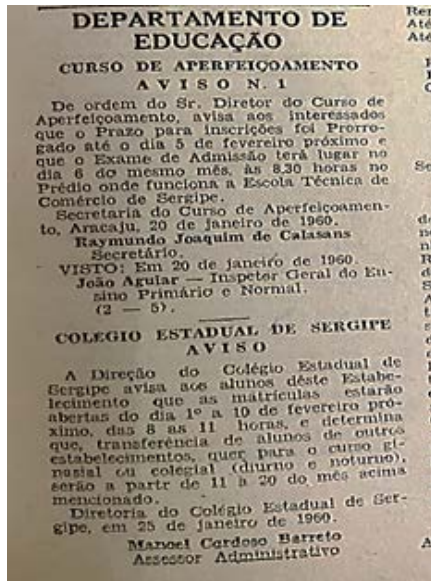 DEPARTAMENTO DE
EDUCAÇÃO
CURSO DE APERFEIÇOAMENTO
AVISO N. 1
De ordem do Sr. Diretor do Curso de
Aperfeiçoamento, avisa aos interessados
que o Prazo para inscrições foi Prorro-
gado até o dia 5 de fevereiro próximo e
que o Exame de Admissão terá lugar no
dia 6 do mesmo mês, às 8,30 horas no
Prédio onde funciona a Escola Técnica de
Comércio de Sergipe.
Secretaria do Curso de Aperfeiçoamen-
to, Aracaju, 20 de janeiro de 1960.
Raymundo Joaquim de Calasans
Secretário.
VISTO: Em 20 de janeiro de 1960.
João Aguiar — Inspetor Geral do En-
sino Primário e Normal.
(2 — 5).
COLEGIO ESTADUAL DE SERGIPE
AVISO
A Direção do Colégio Estadual de
Sergipe avisa aos alunos dêste Estabe-
lecimento que as matrículas estarão
abertas do dia 1º a 10 de fevereiro pró-
ximo, das 8 as 11 horas, e determina
que, transferência de alunos de outros
estabelecimentos, quer para o curso gi-
nasial ou colegial (diurno e noturno),
serão a partr de 11 à 20 do mês acima
mencionado.
Diretoria do Colégio Estadual de Ser-
gipe, em 25 de janeiro de 1960.
Manoel Cardoso Barreto
Assessor Administrativo